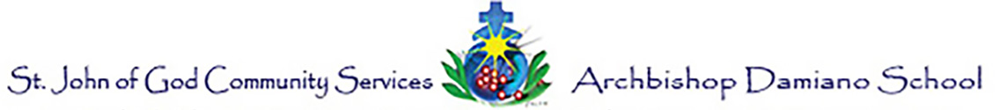 St. John of God Community Services Archbishop Damiano School